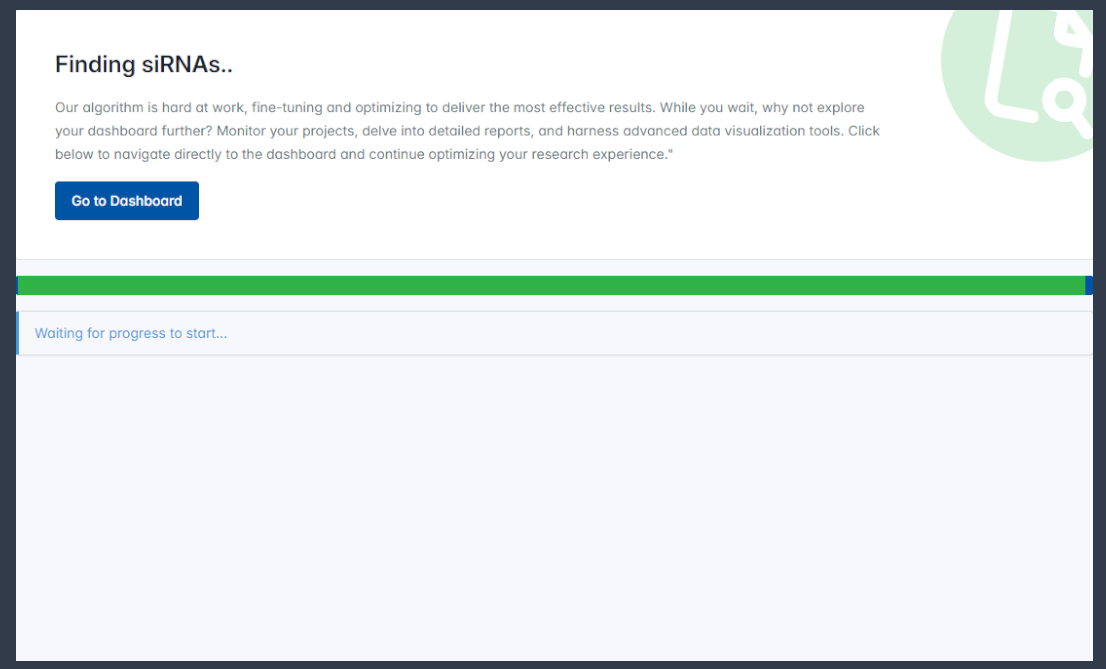 Finding siRNAs..
Our algorithm is hard at work, fine-tuning and optimizing to deliver the most effective results. While you wait, why not explore
your dashboard further? Monitor your projects, delve into detailed reports, and harness advanced data visualization tools. Click
below to navigate directly to the dashboard and continue optimizing your research experience."
Go to Dashboard
Waiting for progress to start...